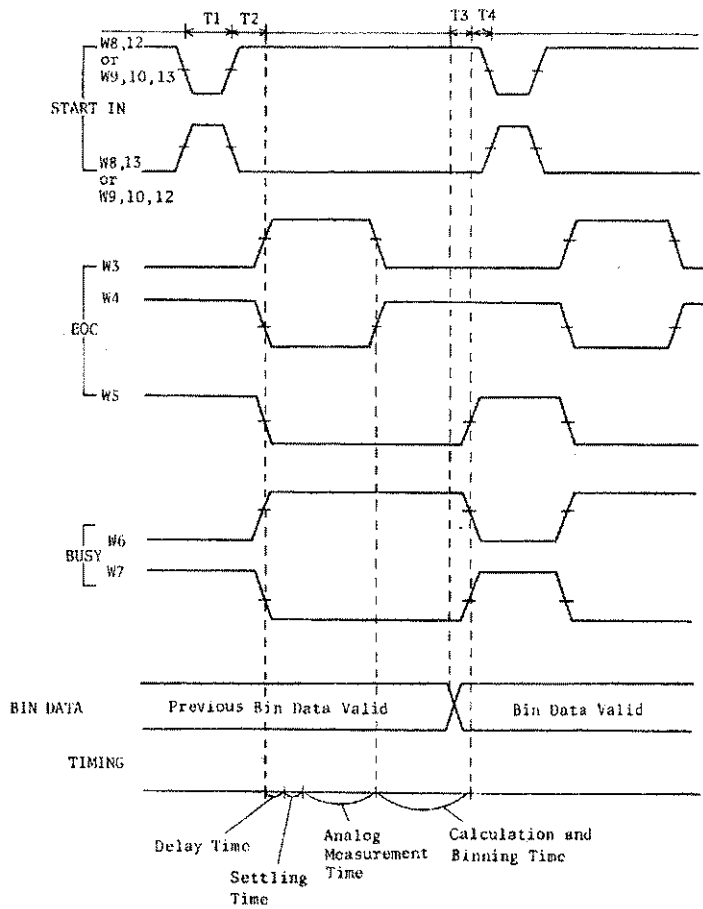 T1 T2 T3 T4
W8,12
or
W9,10,13
START IN
W8,13
or
W9,10,12
W3
W4
EOC
W5
W6
BUSY
W7
BIN DATA Previous Bin Data Valid Bin Data Valid
TIMING
Delay Time
Settling
Time
Analog
Measurement
Time
Calculation and
Binning Time